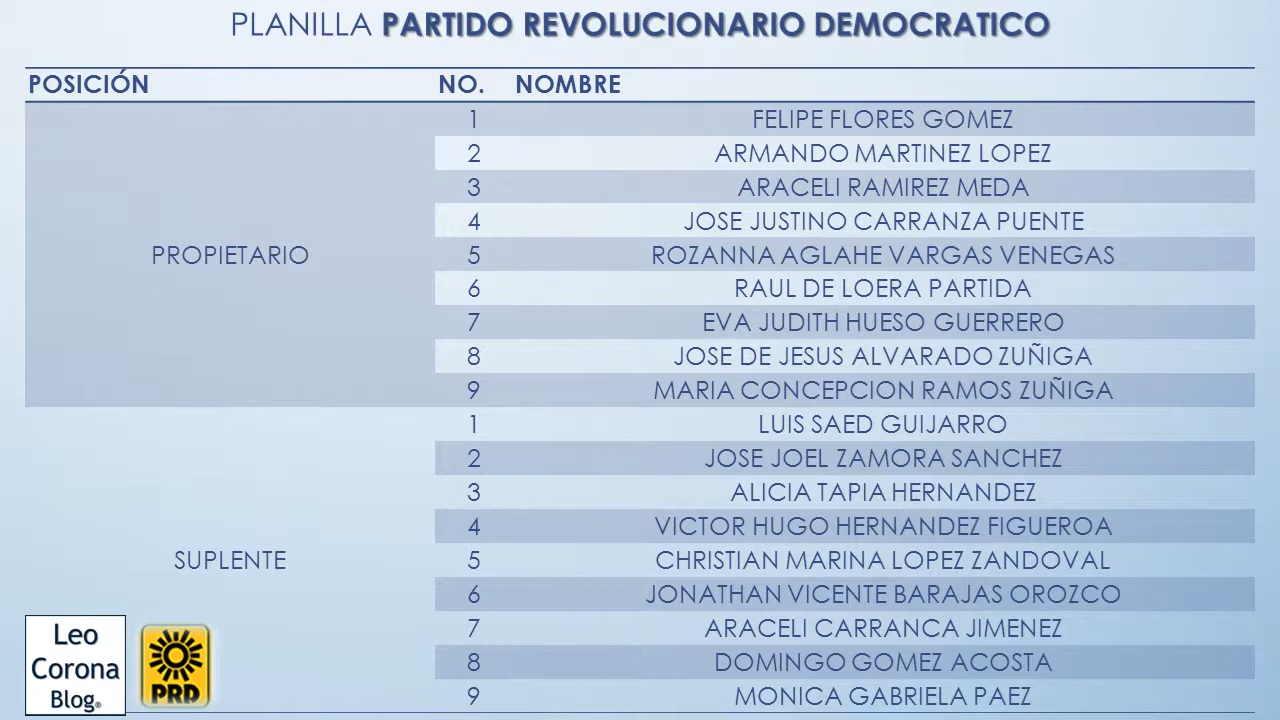 PLANILLA PARTIDO REVOLUCIONARIO DEMOCRATICO
POSICIÓN NO. NOMBRE
PROPIETARIO
1 FELIPE FLORES GOMEZ
2 ARMANDO MARTINEZ LOPEZ
3 ARACELI RAMIREZ MEDA
4 JOSE JUSTINO CARRANZA PUENTE
5 ROZANNA AGLAHE VARGAS VENEGAS
6 RAUL DE LOERA PARTIDA
7 EVA JUDITH HUESO GUERRERO
8 JOSE DE JESUS ALVARADO ZUÑIGA
9 MARIA CONCEPCION RAMOS ZUÑIGA
SUPLENTE
1 LUIS SAED GUIJARRO
2 JOSE JOEL ZAMORA SANCHEZ
3 ALICIA TAPIA HERNANDEZ
4 VICTOR HUGO HERNANDEZ FIGUEROA
5 CHRISTIAN MARINA LOPEZ ZANDOVAL
6 JONATHAN VICENTE BARAJAS OROZCO
7 ARACELI CARRANCA JIMENEZ
8 DOMINGO GOMEZ ACOSTA
9 MONICA GABRIELA PAEZ
Leo
Corona
Blog®
PRD